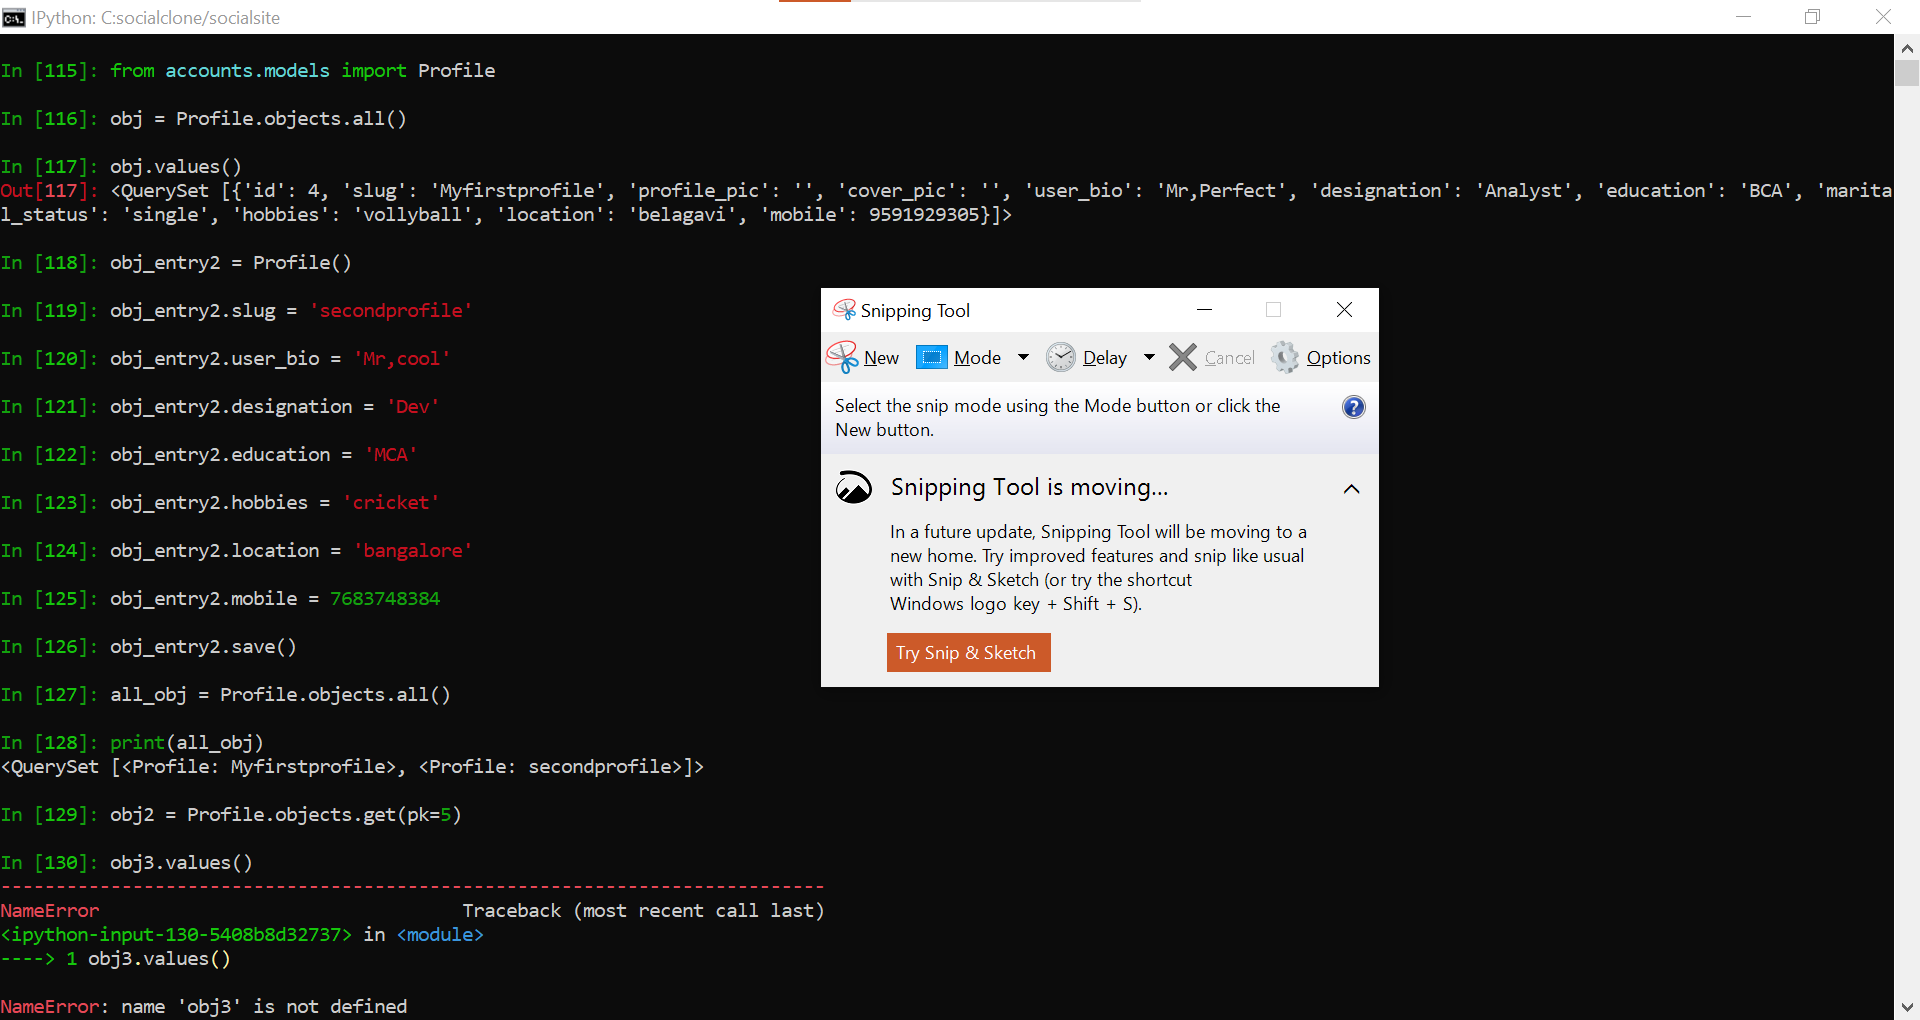 IPython: C:socialclone/socialsite
In [115]: from accounts.models import Profile
In [116]: obj = Profile.objects.all()
In [117]: obj.values()
Out[117]: <QuerySet [{'id': 4, 'slug': 'Myfirstprofile', 'profile_pic': '', 'cover_pic': '', 'user_bio': 'Mr,Perfect', 'designation': 'Analyst', 'education': 'BCA', 'marita
l_status': 'single', 'hobbies': 'vollyball', 'location': 'belagavi', 'mobile': 9591929305}]>
In [118]: obj_entry2 = Profile()
In [119]: obj_entry2.slug = 'secondprofile'
In [120]: obj_entry2.user_bio = 'Mr,cool'
In [121]: obj_entry2.designation = 'Dev'
In [122]: obj_entry2.education = 'MCA'
In [123]: obj_entry2.hobbies = 'cricket'
In [124]: obj_entry2.location = 'bangalore'
In [125]: obj_entry2.mobile = 7683748384
In [126]: obj_entry2.save()
In [127]: all_obj = Profile.objects.all()
In [128]: print(all_obj)
<QuerySet [<Profile: Myfirstprofile>, <Profile: secondprofile>]>
In [129]: obj2 = Profile.objects.get(pk=5)
In [130]: obj3.values()
---------------------------------------------------------------------------
NameError                                 Traceback (most recent call last)
<ipython-input-130-5408b8d32737> in <module>
----> 1 obj3.values()
NameError: name 'obj3' is not defined
Snipping Tool
New Mode Delay Cancel Options
Select the snip mode using the Mode button or click the
New button.
Snipping Tool is moving...
In a future update, Snipping Tool will be moving to a
new home. Try improved features and snip like usual
with Snip & Sketch (or try the shortcut
Windows logo key + Shift + S).
Try Snip & Sketch